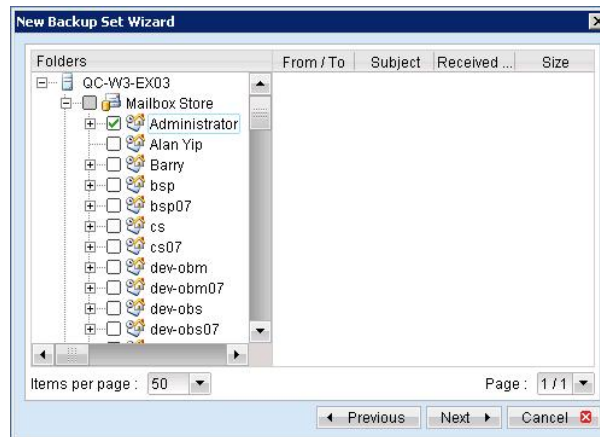 New Backup Set Wizard
Folders From / To Subject Received ... Size
QC-W3-EX03
Mailbox Store
Administrator
Alan Yip
Barry
bsp
bsp07
cs
cs07
dev-obm
dev-obm07
dev-obs
dev-obs07
Items per page : 50 Page : 1 / 1
Previous Next Cancel